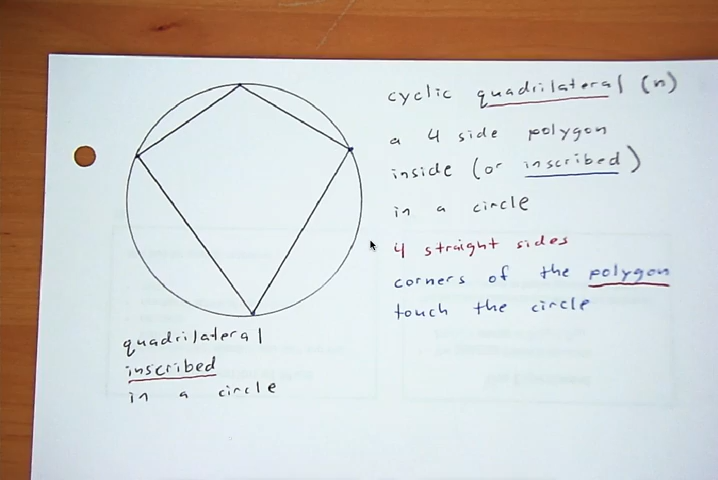 cyclic quadrilateral (n)
a 4 side polygon
inside (or inscribed)
in a circle
4 straight sides
corners of the polygon
touch the circle
quadrilateral
inscribed
in a circle